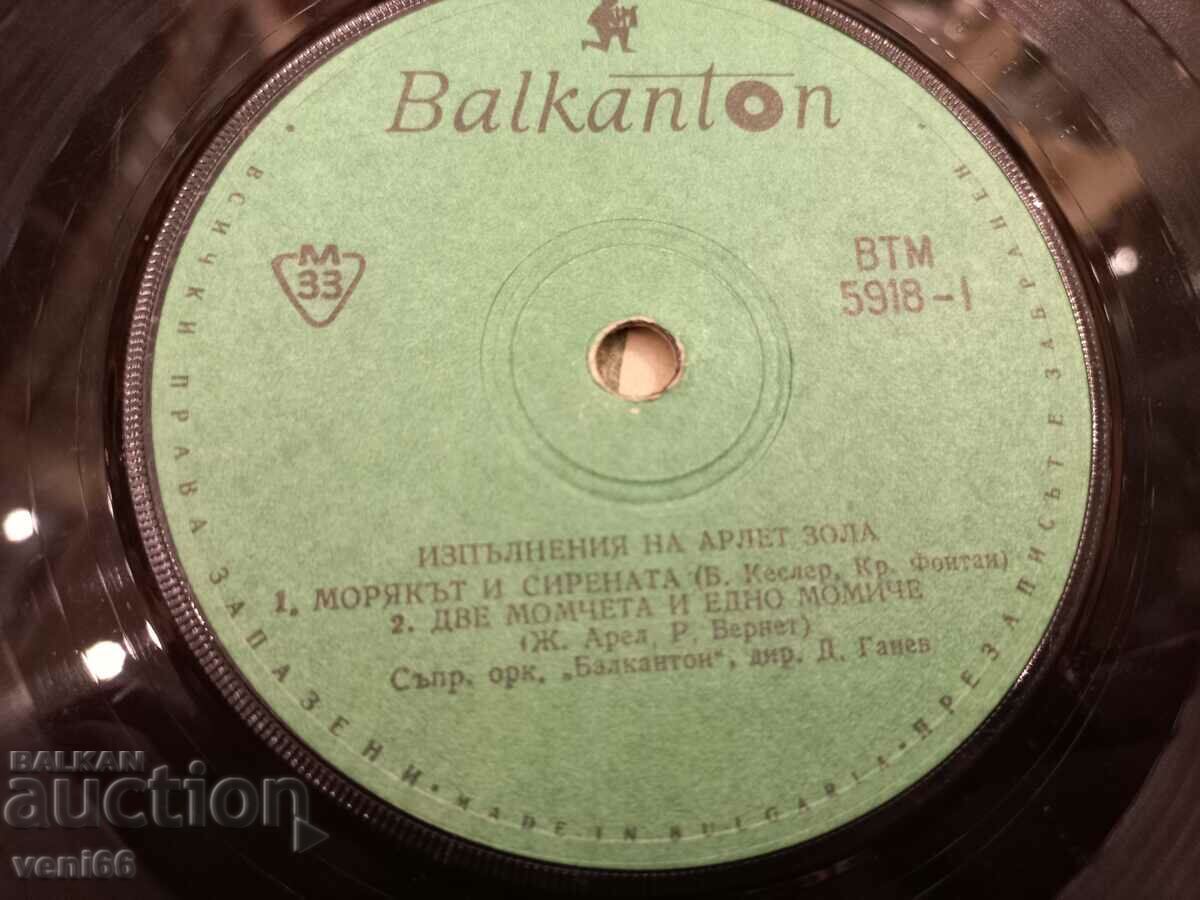 Balkanton
М
33
ВТМ
5918-1
ИЗПЪЛНЕНИЯ НА АРЛЕТ ЗОЛА
1. МОРЯКЪТ И СИРЕНАТА (Б. Кеслер, Кр. Фонтан)
2. ДВЕ МОМЧЕТА И ЕДНО МОМИЧЕ
(Ж. Арел, Р. Вернет)
Съпр. орк. „Балкантон“, дир. Д. Ганев
• ВСИЧКИ ПРАВА ЗАПАЗЕНИ • MADE IN BULGARIA • ПРЕЗАПИСЪТ Е ЗАБРАНЕН •
BALKAN
auction
veni66